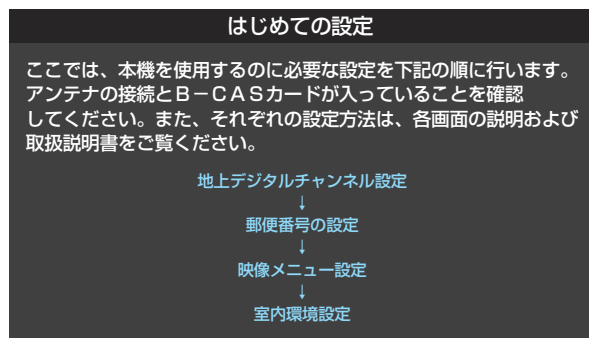 はじめての設定
ここでは、本機を使用するのに必要な設定を下記の順に行います。
アンテナの接続とＢ－ＣＡＳカードが入っていることを確認
してください。また、それぞれの設定方法は、各画面の説明および
取扱説明書をご覧ください。
地上デジタルチャンネル設定
↓
郵便番号の設定
↓
映像メニュー設定
↓
室内環境設定